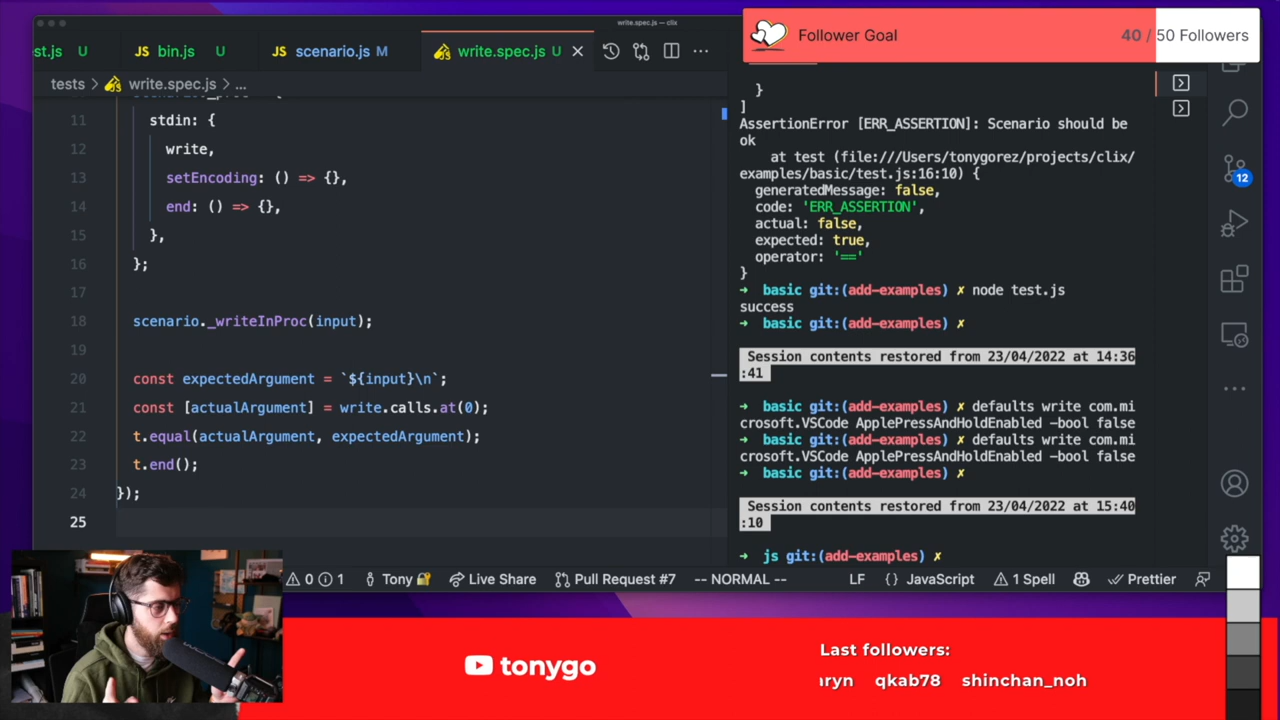 write.spec.js — clix
st.js U
JS bin.js U
JS scenario.js M
write.spec.js U
tests > write.spec.js > ...
11 stdin: {
12 write,
13 setEncoding: () => {},
14 end: () => {},
15 },
16 };
17
18 scenario._writeInProc(input);
19
20 const expectedArgument = `${input}\n`;
21 const [actualArgument] = write.calls.at(0);
22 t.equal(actualArgument, expectedArgument);
23 t.end();
24 });
25
Follower Goal
40 / 50 Followers
}
]
AssertionError [ERR_ASSERTION]: Scenario should be
ok
at test (file:///Users/tonygorez/projects/clix/
examples/basic/test.js:16:10) {
generatedMessage: false,
code: 'ERR_ASSERTION',
actual: false,
expected: true,
operator: '=='
}
➜ basic git:(add-examples) ✗ node test.js
success
➜ basic git:(add-examples) ✗
Session contents restored from 23/04/2022 at 14:36
:41
➜ basic git:(add-examples) ✗ defaults write com.mi
crosoft.VSCode ApplePressAndHoldEnabled -bool false
➜ basic git:(add-examples) ✗ defaults write com.mi
crosoft.VSCode ApplePressAndHoldEnabled -bool false
➜ basic git:(add-examples) ✗
Session contents restored from 23/04/2022 at 15:40
:10
➜ js git:(add-examples) ✗
12
0 1 Tony Live Share Pull Request #7 -- NORMAL -- LF {} JavaScript 1 Spell Prettier
tonygo
Last followers:
aryn qkab78 shinchan_noh